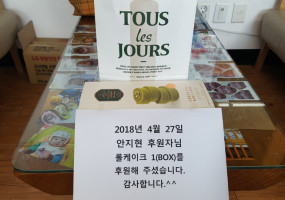 TOUS
les
JOURS
2018년 4월 27일
안지현 후원자님
롤케이크 1(BOX)를
후원해 주셨습니다.
감사합니다.^^